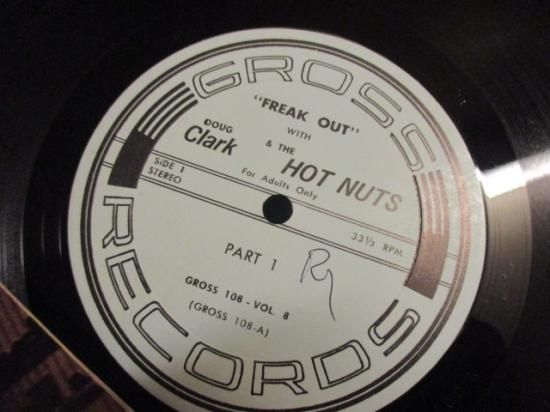 GROSS
"FREAK OUT"
WITH
DOUG
Clark
& THE
HOT NUTS
For Adults Only
SIDE 1
STEREO
33⅓ RPM
PART 1
GROSS 108 - VOL. 8
(GROSS 108-A)
RECORDS